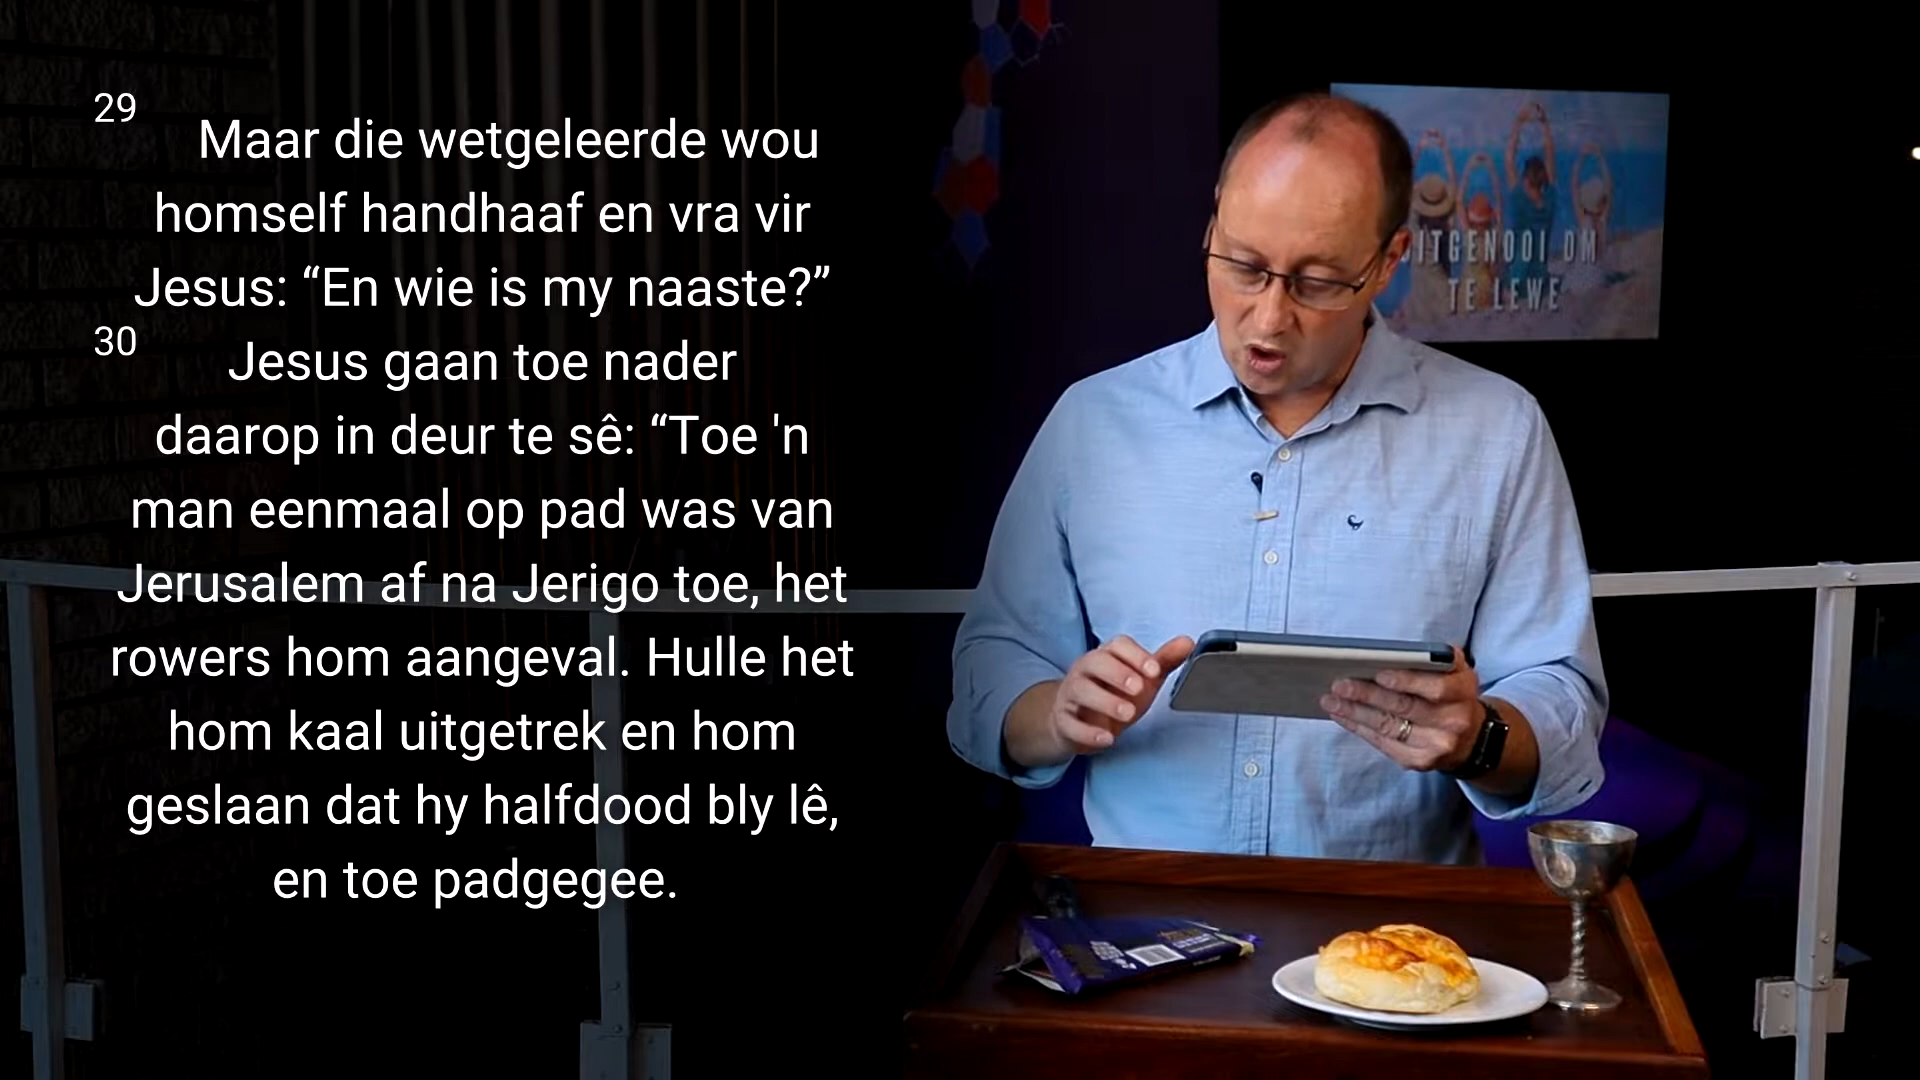 29
Maar die wetgeleerde wou
homself handhaaf en vra vir
Jesus: “En wie is my naaste?”
30
Jesus gaan toe nader
daarop in deur te sê: “Toe 'n
man eenmaal op pad was van
Jerusalem af na Jerigo toe, het
rowers hom aangeval. Hulle het
hom kaal uitgetrek en hom
geslaan dat hy halfdood bly lê,
en toe padgegee.
UITGENOOI OM
TE LEWE